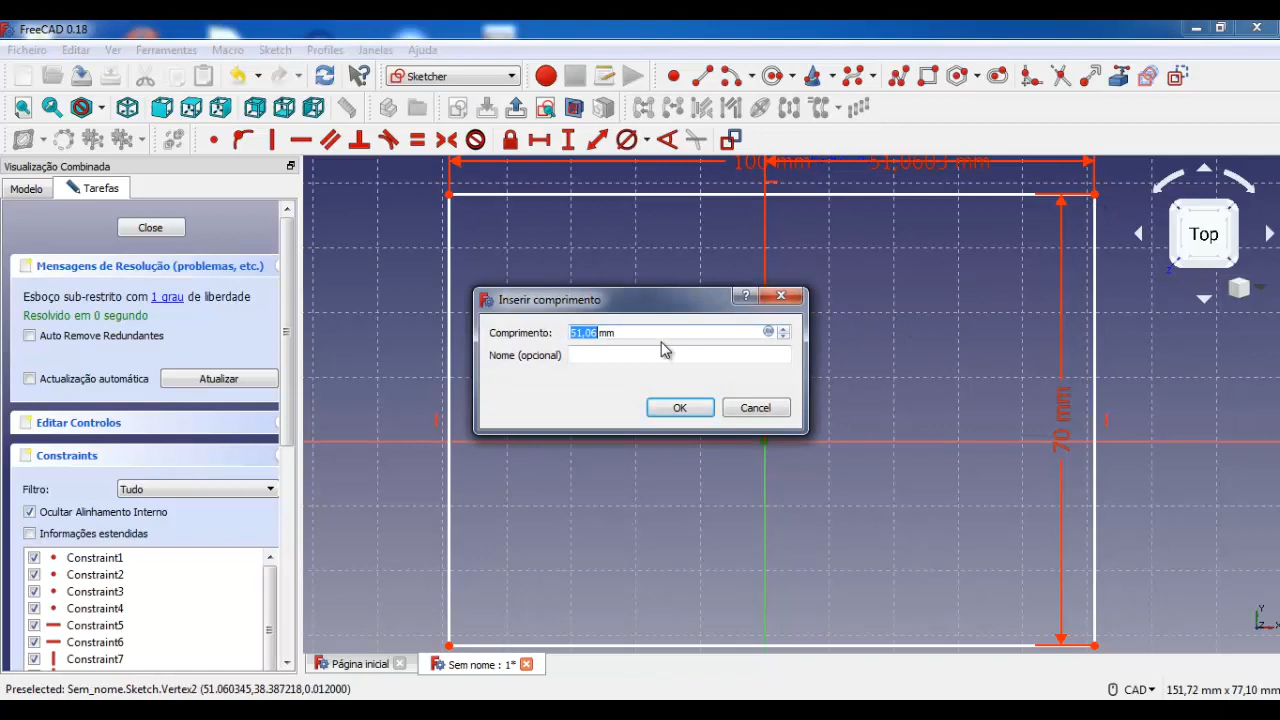 FreeCAD 0.18
Ficheiro Editar Ver Ferramentas Macro Sketch Profiles Janelas Ajuda
Sketcher
Visualização Combinada
Modelo Tarefas
Close
Mensagens de Resolução (problemas, etc.)
Esboço sub-restrito com 1 grau de liberdade
Resolvido em 0 segundo
Auto Remove Redundantes
Actualização automática Atualizar
Editar Controlos
Constraints
Filtro: Tudo
Ocultar Alinhamento Interno
Informações estendidas
Constraint1
Constraint2
Constraint3
Constraint4
Constraint5
Constraint6
Constraint7
100 mm 51,0603 mm
70 mm
Top
Z
Inserir comprimento
?
Comprimento: 51,06 mm
Nome (opcional)
OK Cancel
Y
Z X
Página inicial Sem nome : 1*
Preselected: Sem_nome.Sketch.Vertex2 (51.060345,38.387218,0.012000) CAD 151,72 mm x 77,10 mm